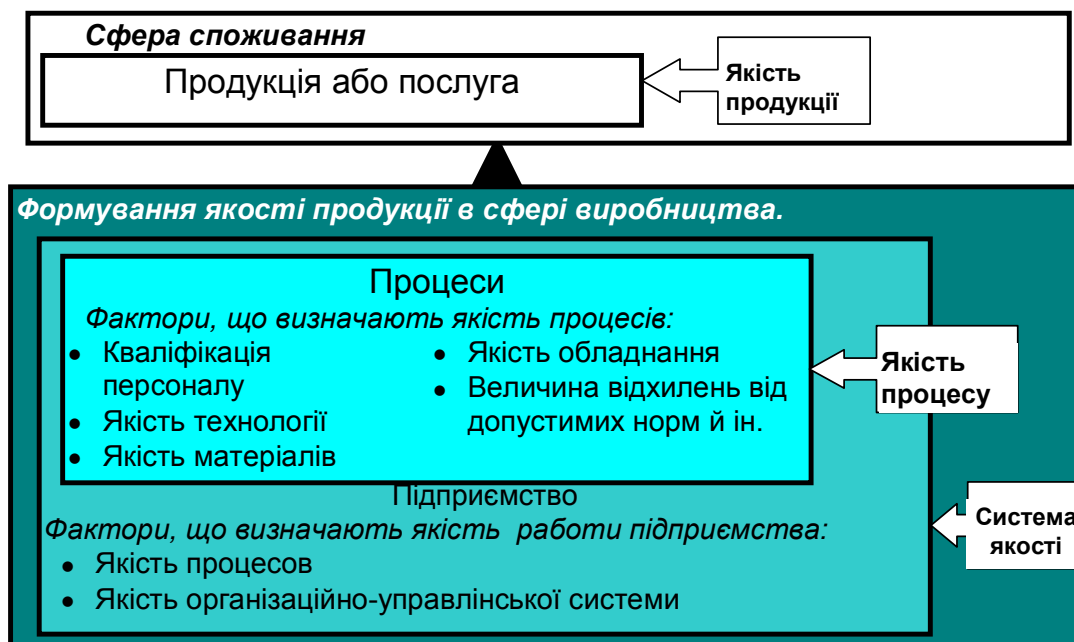 Сфера споживання
Продукція або послуга
Якість
продукції
Формування якості продукції в сфері виробництва.
Процеси
Фактори, що визначають якість процесів:
• Кваліфікація
персоналу
• Якість технології
• Якість матеріалів
• Якість обладнання
• Величина відхилень від
допустимих норм й ін.
Якість
процесу
Підприємство
Фактори, що визначають якість работи підприємства:
• Якість процесов
• Якість організаційно-управлінської системи
Система
якості